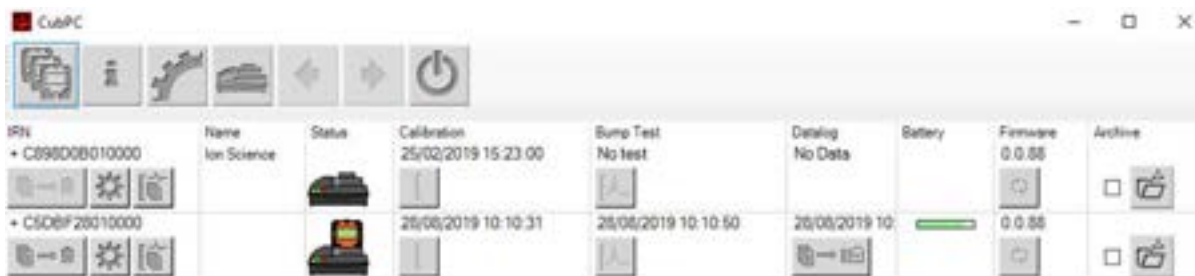 CubPC
IRN Name Status Calibration Bump Test Datalog Battery Firmware Archive
+ C898D0B010000 Ion Science 25/02/2019 15:23:00 No test No Data 0.0.88
+ C5DBF28010000 28/08/2019 10:10:31 28/08/2019 10:10:50 28/08/2019 10 0.0.88